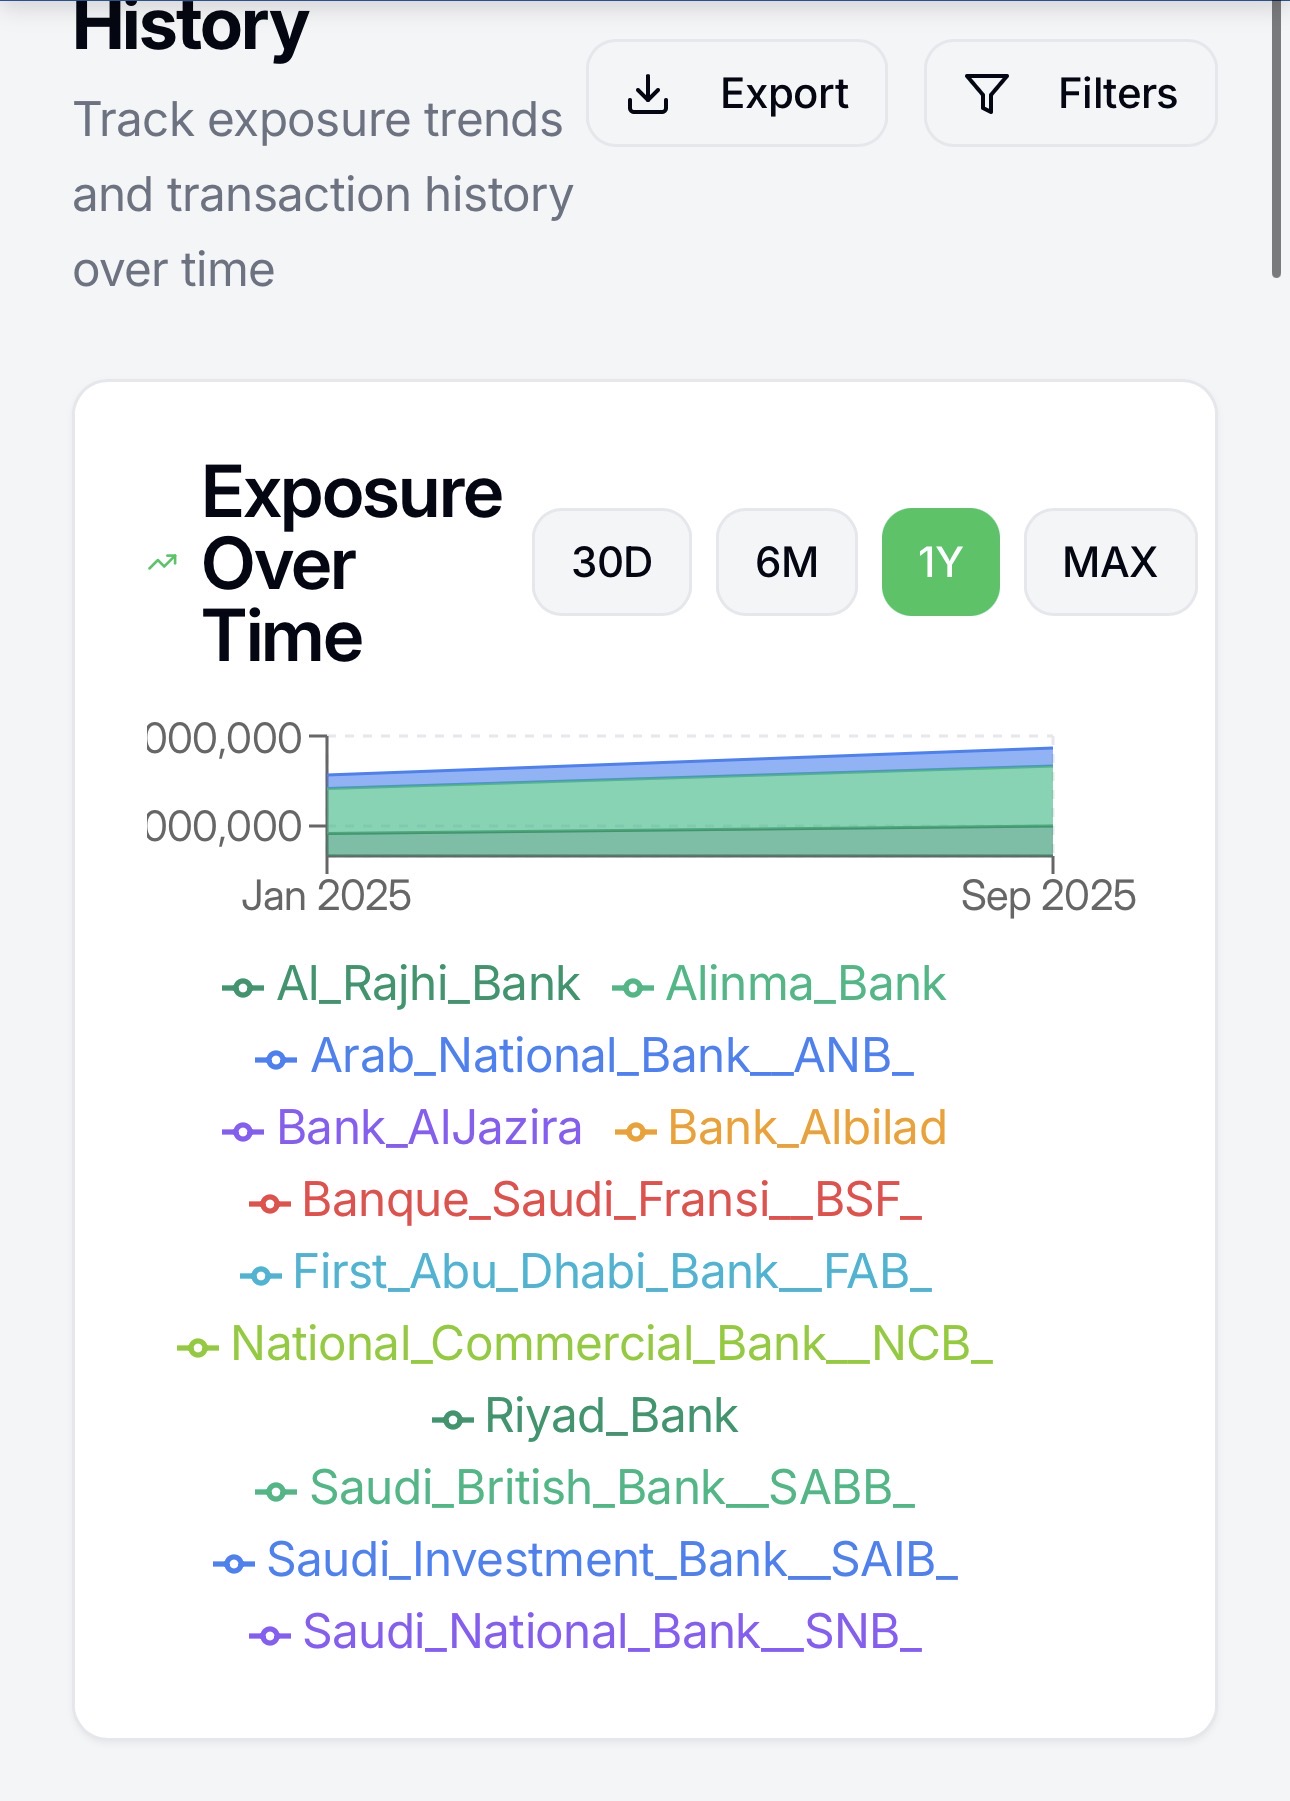 History
Track exposure trends
and transaction history
over time
Export
Filters
Exposure
Over
Time
30D
6M
1Y
MAX
000,000
000,000
Jan 2025
Sep 2025
Al_Rajhi_Bank
Alinma_Bank
Arab_National_Bank__ANB_
Bank_AlJazira
Bank_Albilad
Banque_Saudi_Fransi__BSF_
First_Abu_Dhabi_Bank__FAB_
National_Commercial_Bank__NCB_
Riyad_Bank
Saudi_British_Bank__SABB_
Saudi_Investment_Bank__SAIB_
Saudi_National_Bank__SNB_